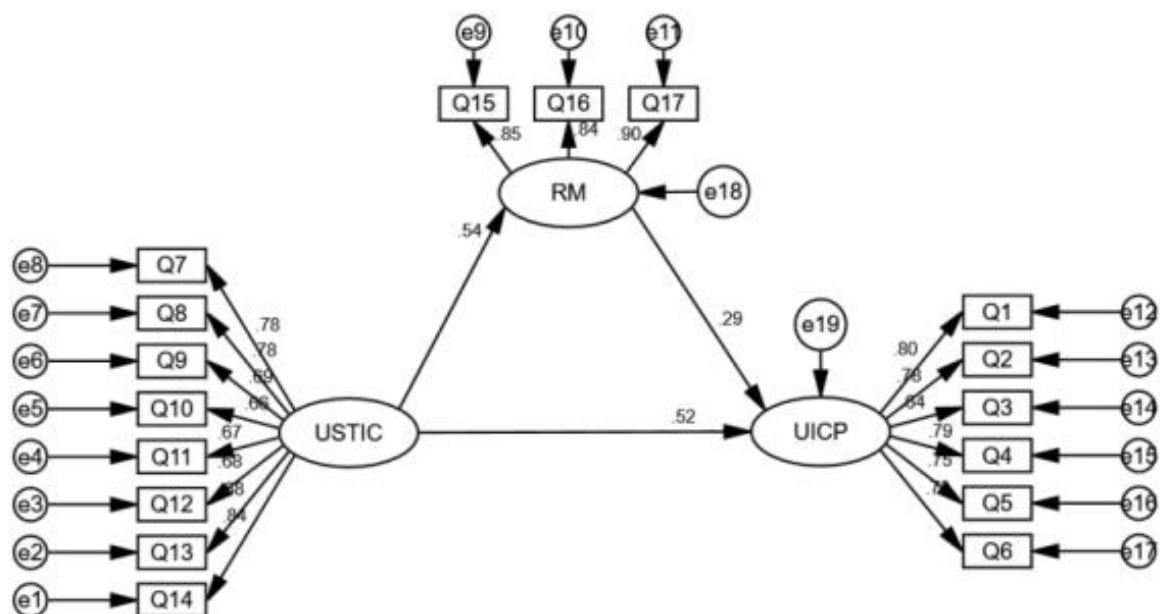 e9 e10 e11
Q15 Q16 Q17
.85 .84 .90
RM e18
.54
e8 Q7
e7 Q8
e6 Q9
e5 Q10
e4 Q11
e3 Q12
e2 Q13
e1 Q14
.78
.78
.69
.67
.68
.84
USTIC
.52
.29
e19
UICP
.80
.78
.84
.79
.75
Q1 e12
Q2 e13
Q3 e14
Q4 e15
Q5 e16
Q6 e17